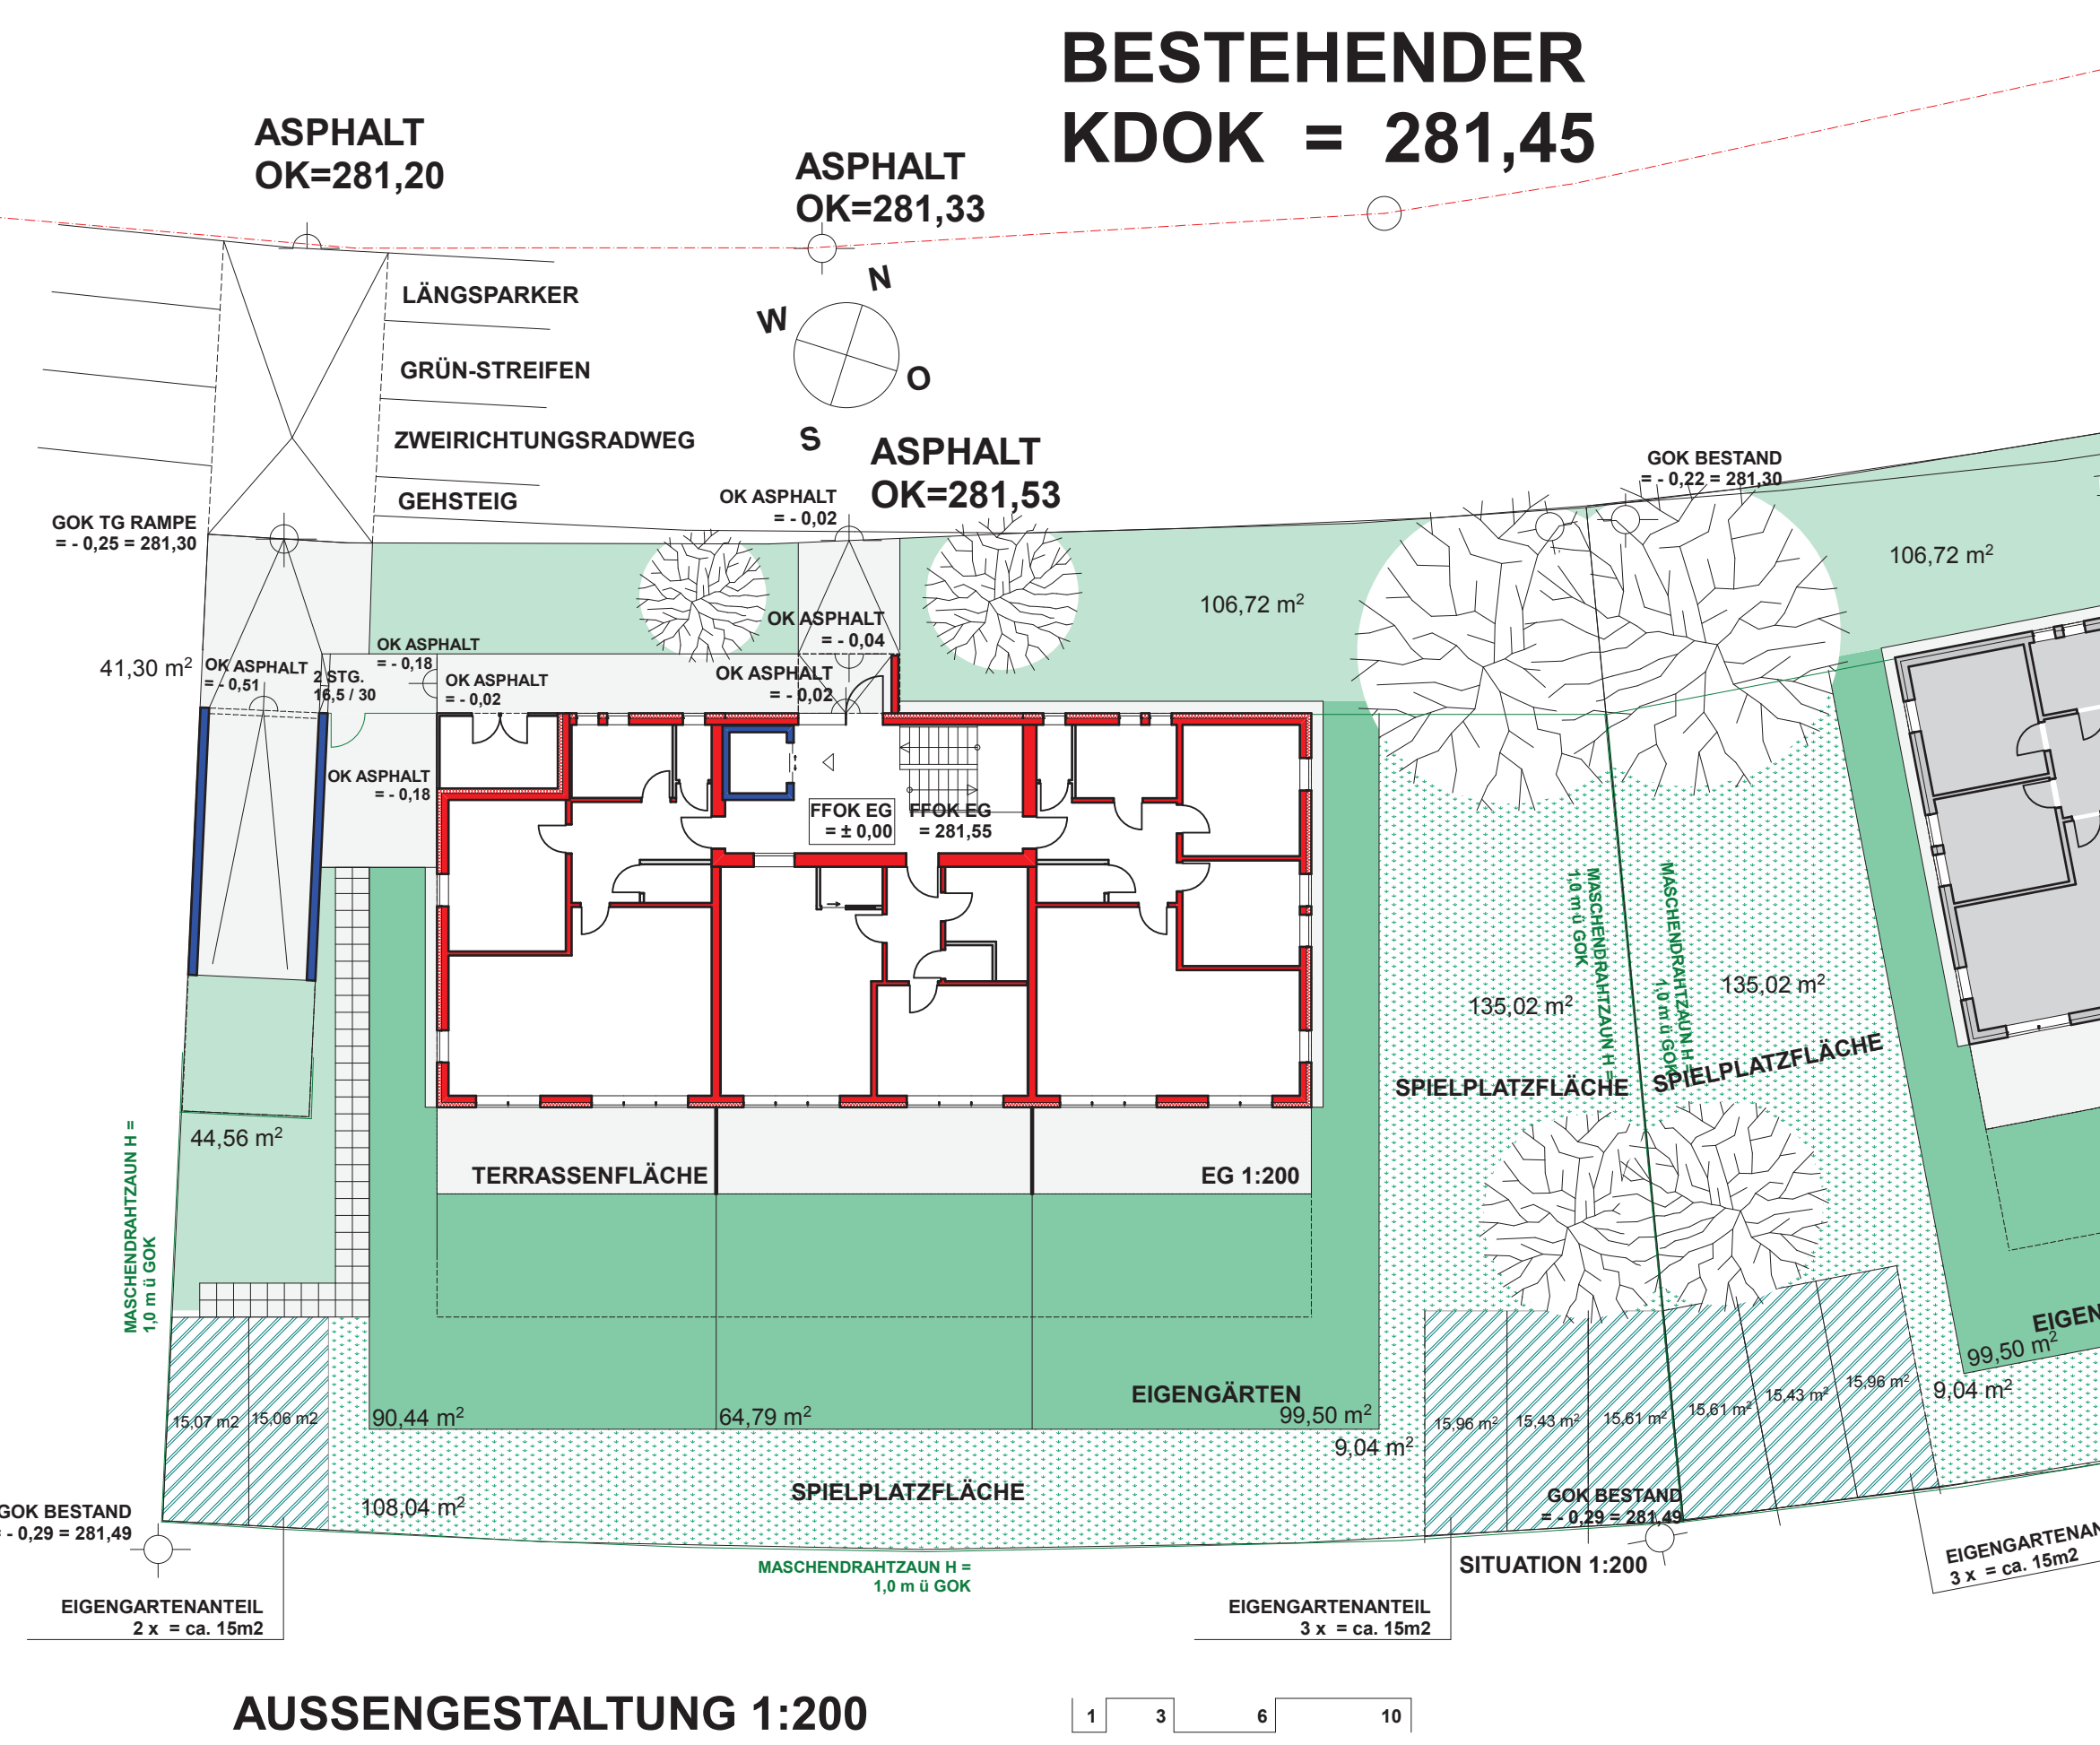 BESTEHENDER
KDOK = 281,45
ASPHALT
OK=281,20
ASPHALT
OK=281,33
N
W
O
S
LÄNGSPARKER
GRÜN-STREIFEN
ZWEIRICHTUNGSRADWEG
GEHSTEIG
ASPHALT
OK=281,53
OK ASPHALT
= - 0,02
GOK BESTAND
= - 0,22 = 281,30
GOK TG RAMPE
= - 0,25 = 281,30
106,72 m²
106,72 m²
OK ASPHALT
= - 0,04
OK ASPHALT
= - 0,18
41,30 m²
OK ASPHALT
= - 0,51
2 STG.
16,5 / 30
OK ASPHALT
= - 0,02
OK ASPHALT
= - 0,02
OK ASPHALT
= - 0,18
FFOK EG
= ± 0,00
FFOK EG
= 281,55
MASCHENDRAHTZAUN H =
1,0 m ü GOK
MASCHENDRAHTZAUN H =
1,0 m ü GOK
135,02 m²
135,02 m²
SPIELPLATZFLÄCHE
SPIELPLATZFLÄCHE
44,56 m²
MASCHENDRAHTZAUN H =
1,0 m ü GOK
TERRASSENFLÄCHE
EG 1:200
EIGENGÄRTEN
EIGEN
99,50 m²
9,04 m²
15,07 m2
15,06 m2
90,44 m²
64,79 m²
99,50 m²
9,04 m²
15,96 m²
15,43 m²
15,61 m²
15,61 m²
15,43 m²
15,96 m²
SPIELPLATZFLÄCHE
108,04 m²
GOK BESTAND
= - 0,29 = 281,49
GOK BESTAND
= - 0,29 = 281,49
MASCHENDRAHTZAUN H =
1,0 m ü GOK
SITUATION 1:200
EIGENGARTENAN
3 x = ca. 15m2
EIGENGARTENANTEIL
2 x = ca. 15m2
EIGENGARTENANTEIL
3 x = ca. 15m2
AUSSENGESTALTUNG 1:200
1 3 6 10